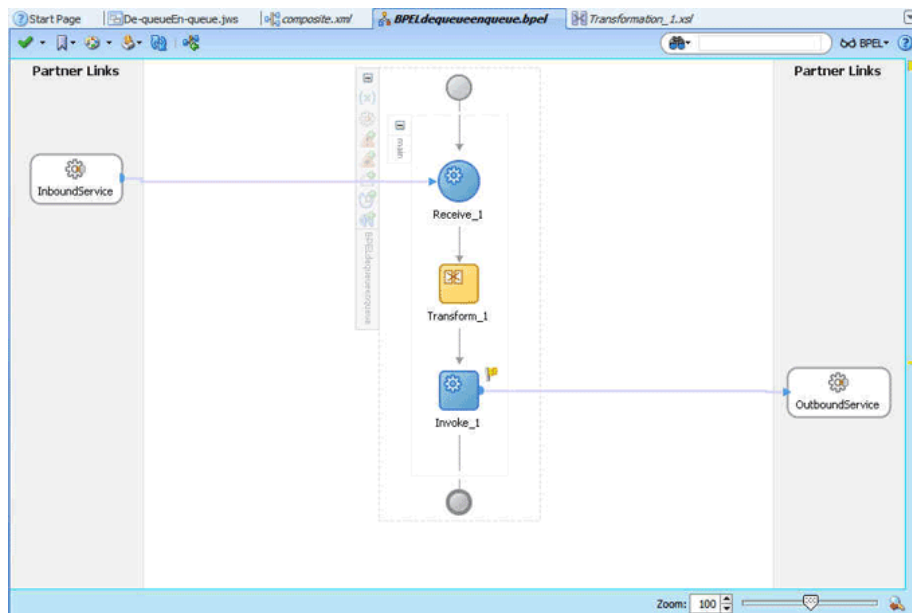 Start Page
De-queueEn-queue.jws
composite.xml
BPELdequeueenqueue.bpel
Transformation_1.xsl
BPEL
Partner Links
Partner Links
main
InboundService
Receive_1
BPELdequeueenqueue
Transform_1
OutboundService
Invoke_1
Zoom: 100